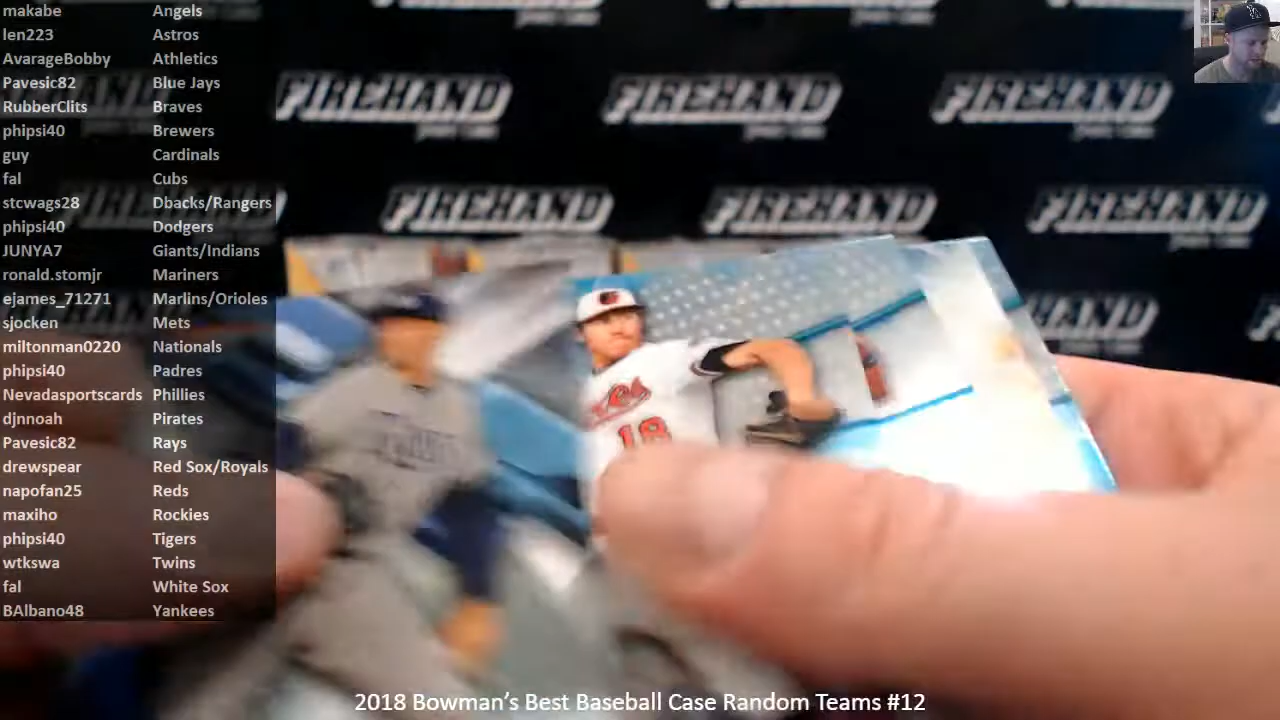 makabe Angels
len223 Astros
AvarageBobby Athletics
Pavesic82 Blue Jays
RubberClits Braves
phipsi40 Brewers
guy Cardinals
fal Cubs
stcwags28 Dbacks/Rangers
phipsi40 Dodgers
JUNYA7 Giants/Indians
ronald.stomjr Mariners
ejames_71271 Marlins/Orioles
sjocken Mets
miltonman0220 Nationals
phipsi40 Padres
Nevadasportscards Phillies
djnnoah Pirates
Pavesic82 Rays
drewspear Red Sox/Royals
napofan25 Reds
maxiho Rockies
phipsi40 Tigers
wtkswa Twins
fal White Sox
BAlbano48 Yankees
FIREHAND FIREHAND FIREHAND
FIREHAND FIREHAND FIREHAND
18
2018 Bowman's Best Baseball Case Random Teams #12